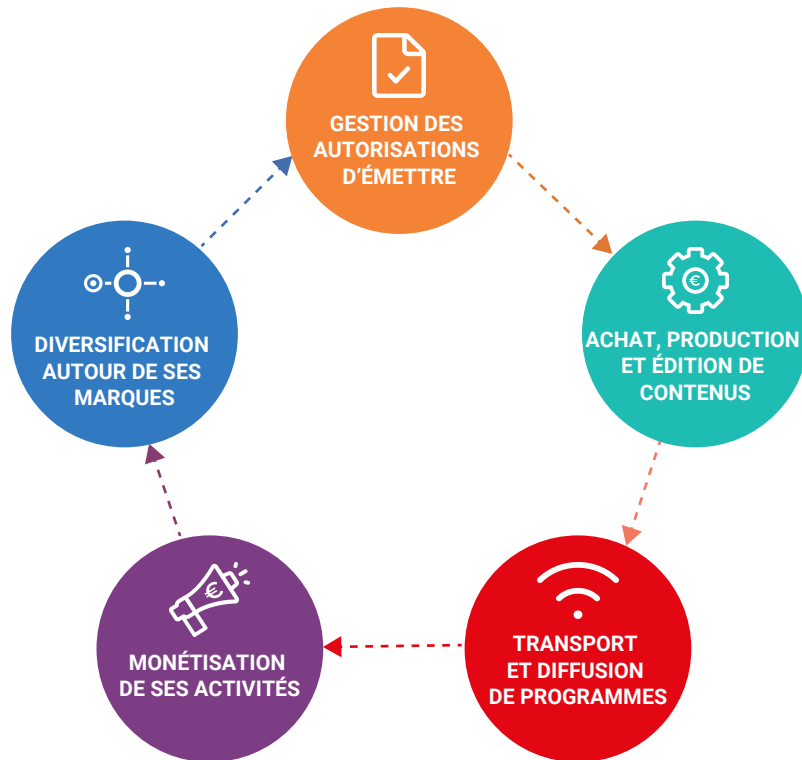 GESTION DES
AUTORISATIONS
D’ÉMETTRE
ACHAT, PRODUCTION
ET ÉDITION DE
CONTENUS
TRANSPORT
ET DIFFUSION
DE PROGRAMMES
MONÉTISATION
DE SES ACTIVITÉS
DIVERSIFICATION
AUTOUR DE SES
MARQUES